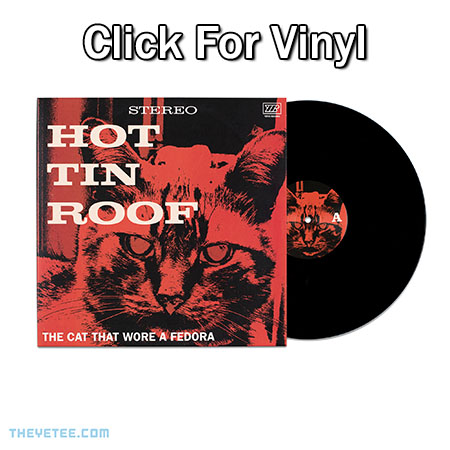 Click For Vinyl
STEREO
HOT
TIN
ROOF
THE CAT THAT WORE A FEDORA
A
THEYETEE.COM